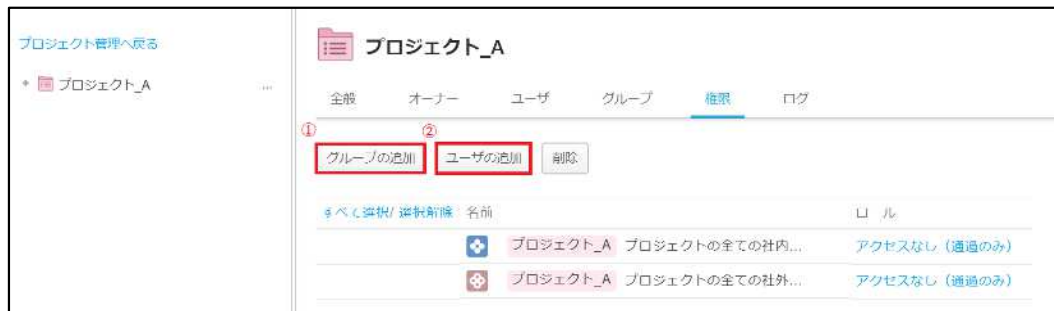 プロジェクト管理へ戻る
プロジェクト_A
...
プロジェクト_A
全般 オーナー ユーザ グループ 権限 ログ
① ②
グループの追加 ユーザの追加 削除
すべて選択/ 選択解除 名前 ロール
プロジェクト_A プロジェクトの全ての社内... アクセスなし（通過のみ）
プロジェクト_A プロジェクトの全ての社外... アクセスなし（通過のみ）